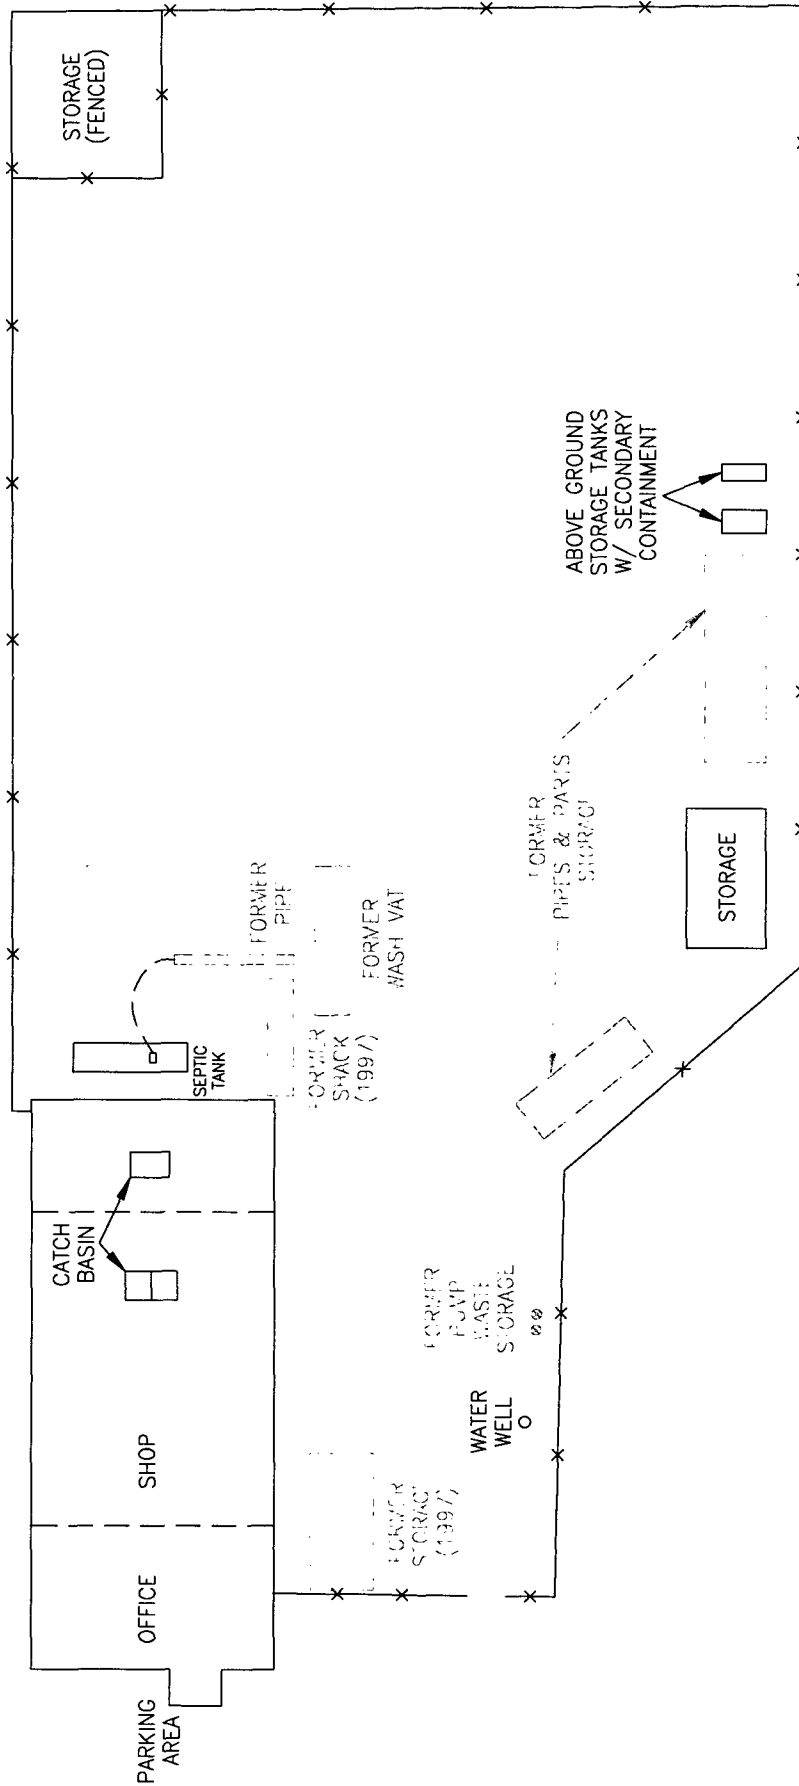 STORAGE
(FENCED)
ABOVE GROUND
STORAGE TANKS
W/ SECONDARY
CONTAINMENT
FORMER
PIPES & PARTS
STORAGE
STORAGE
FORMER
PIPE
FORMER
WASH VAT
FORMER
SHACK
(1997)
SEPTIC
TANK
CATCH
BASIN
FORMER
PUMP
WASTE
STORAGE
WATER
WELL
SHOP
FORMER
STORAGE
(1997)
OFFICE
PARKING
AREA